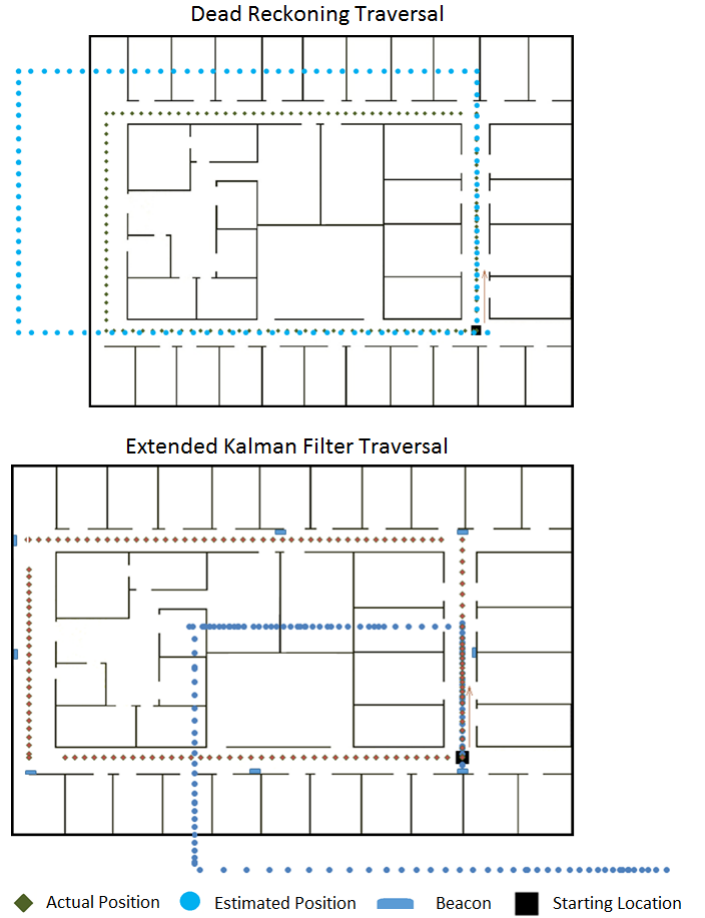 Dead Reckoning Traversal
Extended Kalman Filter Traversal
Actual Position
Estimated Position
Beacon
Starting Location